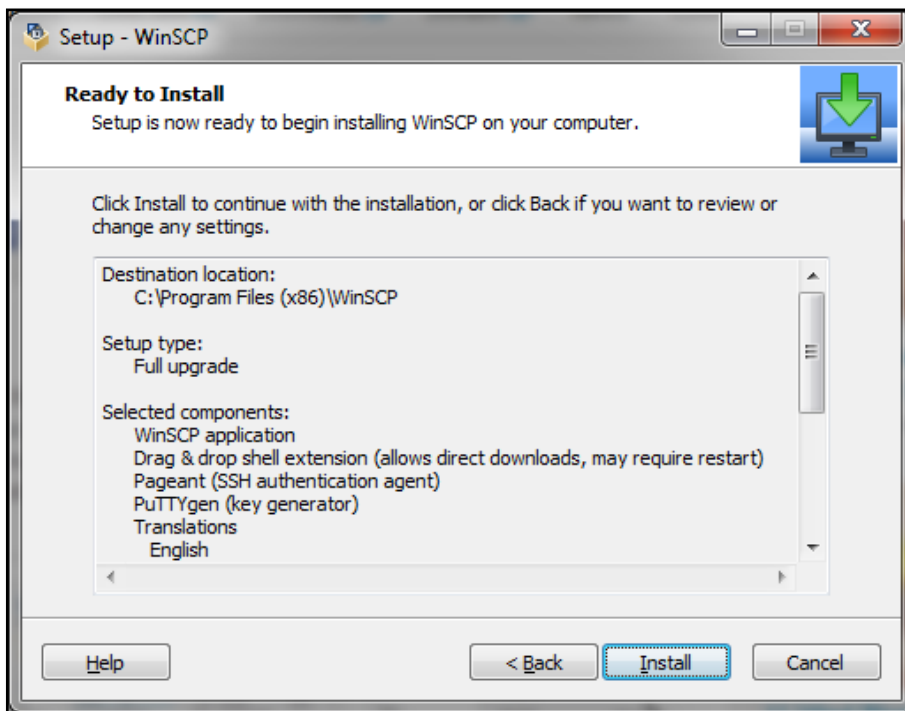 Setup - WinSCP
Ready to Install
Setup is now ready to begin installing WinSCP on your computer.
Click Install to continue with the installation, or click Back if you want to review or
change any settings.
Destination location:
C:\Program Files (x86)\WinSCP
Setup type:
Full upgrade
Selected components:
WinSCP application
Drag & drop shell extension (allows direct downloads, may require restart)
Pageant (SSH authentication agent)
PuTTYgen (key generator)
Translations
English
Help
< Back
Install
Cancel